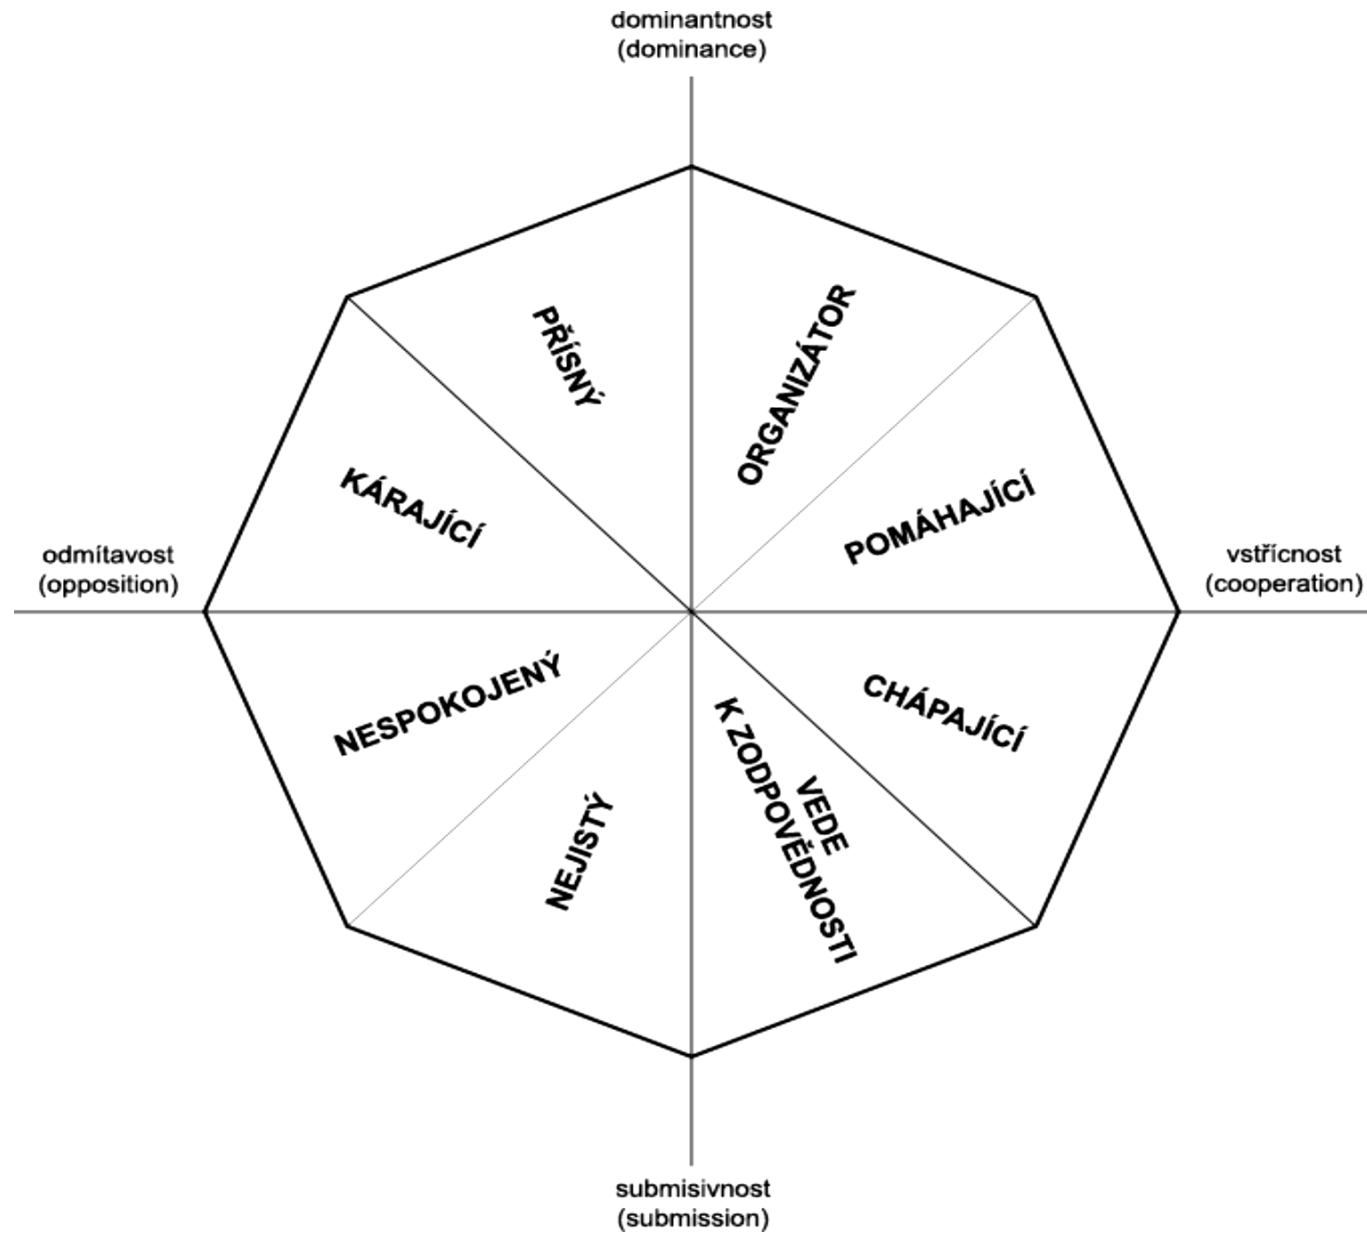 dominantnost
(dominance)
PŘÍSNÝ
ORGANIZÁTOR
KÁRAJÍCÍ
POMÁHAJÍCÍ
odmítavost
(opposition)
vstřícnost
(cooperation)
NESPOKOJENÝ
CHÁPAJÍCÍ
NEJISTÝ
VEDE
K ZODPOVĚDNOSTI
submisivnost
(submission)